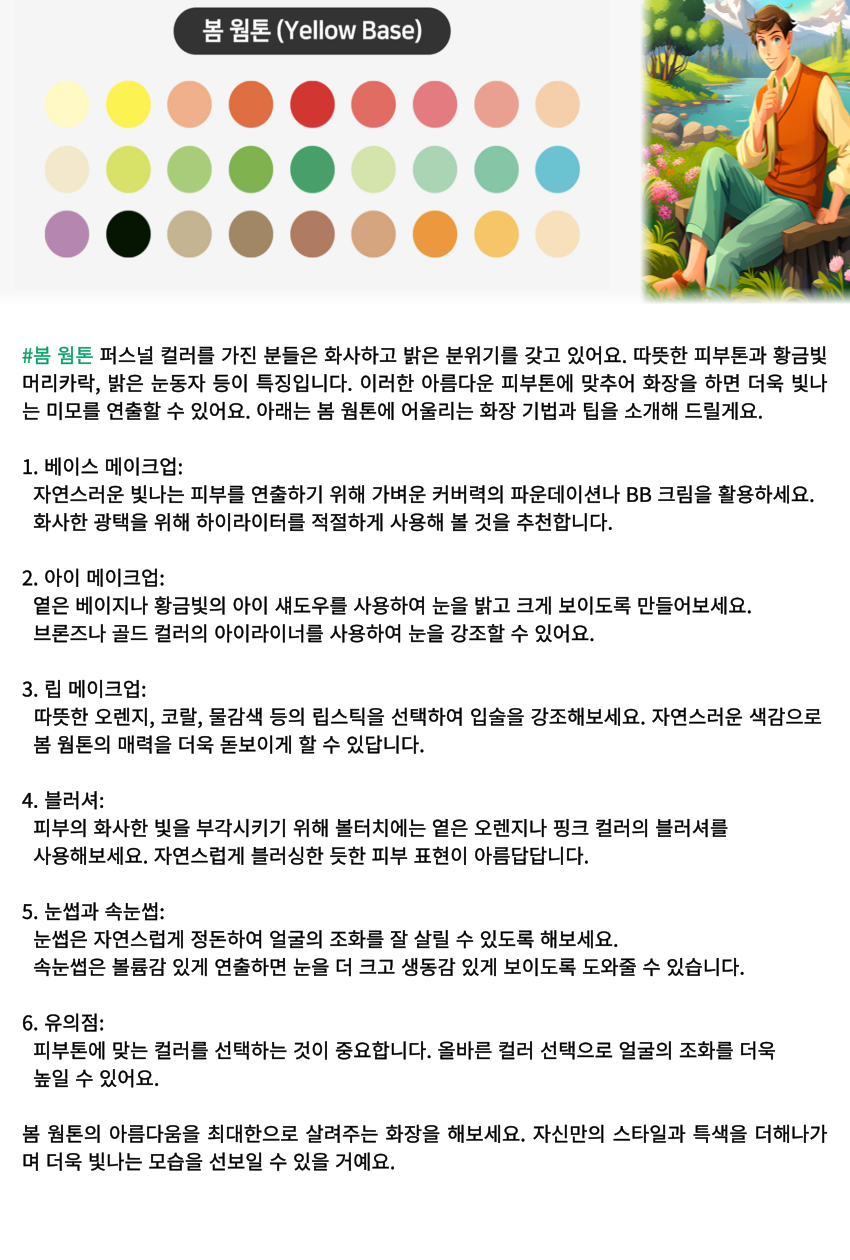 봄 웜톤 (Yellow Base)
#봄 웜톤 퍼스널 컬러를 가진 분들은 화사하고 밝은 분위기를 갖고 있어요. 따뜻한 피부톤과 황금빛
머리카락, 밝은 눈동자 등이 특징입니다. 이러한 아름다운 피부톤에 맞추어 화장을 하면 더욱 빛나
는 미모를 연출할 수 있어요. 아래는 봄 웜톤에 어울리는 화장 기법과 팁을 소개해 드릴게요.
1. 베이스 메이크업:
자연스러운 빛나는 피부를 연출하기 위해 가벼운 커버력의 파운데이션나 BB 크림을 활용하세요.
화사한 광택을 위해 하이라이터를 적절하게 사용해 볼 것을 추천합니다.
2. 아이 메이크업:
옅은 베이지나 황금빛의 아이 섀도우를 사용하여 눈을 밝고 크게 보이도록 만들어보세요.
브론즈나 골드 컬러의 아이라이너를 사용하여 눈을 강조할 수 있어요.
3. 립 메이크업:
따뜻한 오렌지, 코랄, 물감색 등의 립스틱을 선택하여 입술을 강조해보세요. 자연스러운 색감으로
봄 웜톤의 매력을 더욱 돋보이게 할 수 있답니다.
4. 블러셔:
피부의 화사한 빛을 부각시키기 위해 볼터치에는 옅은 오렌지나 핑크 컬러의 블러셔를
사용해보세요. 자연스럽게 블러싱한 듯한 피부 표현이 아름답답니다.
5. 눈썹과 속눈썹:
눈썹은 자연스럽게 정돈하여 얼굴의 조화를 잘 살릴 수 있도록 해보세요.
속눈썹은 볼륨감 있게 연출하면 눈을 더 크고 생동감 있게 보이도록 도와줄 수 있습니다.
6. 유의점:
피부톤에 맞는 컬러를 선택하는 것이 중요합니다. 올바른 컬러 선택으로 얼굴의 조화를 더욱
높일 수 있어요.
봄 웜톤의 아름다움을 최대한으로 살려주는 화장을 해보세요. 자신만의 스타일과 특색을 더해나가
며 더욱 빛나는 모습을 선보일 수 있을 거예요.